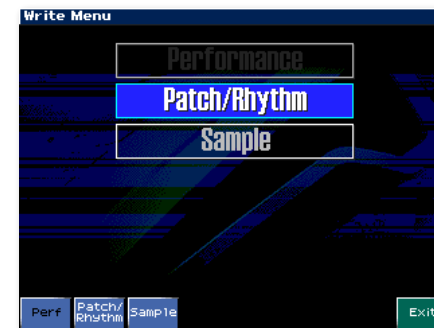 Write Menu
Performance
Patch/Rhythm
Sample
Perf
Patch/
Rhythm
Sample
Exit